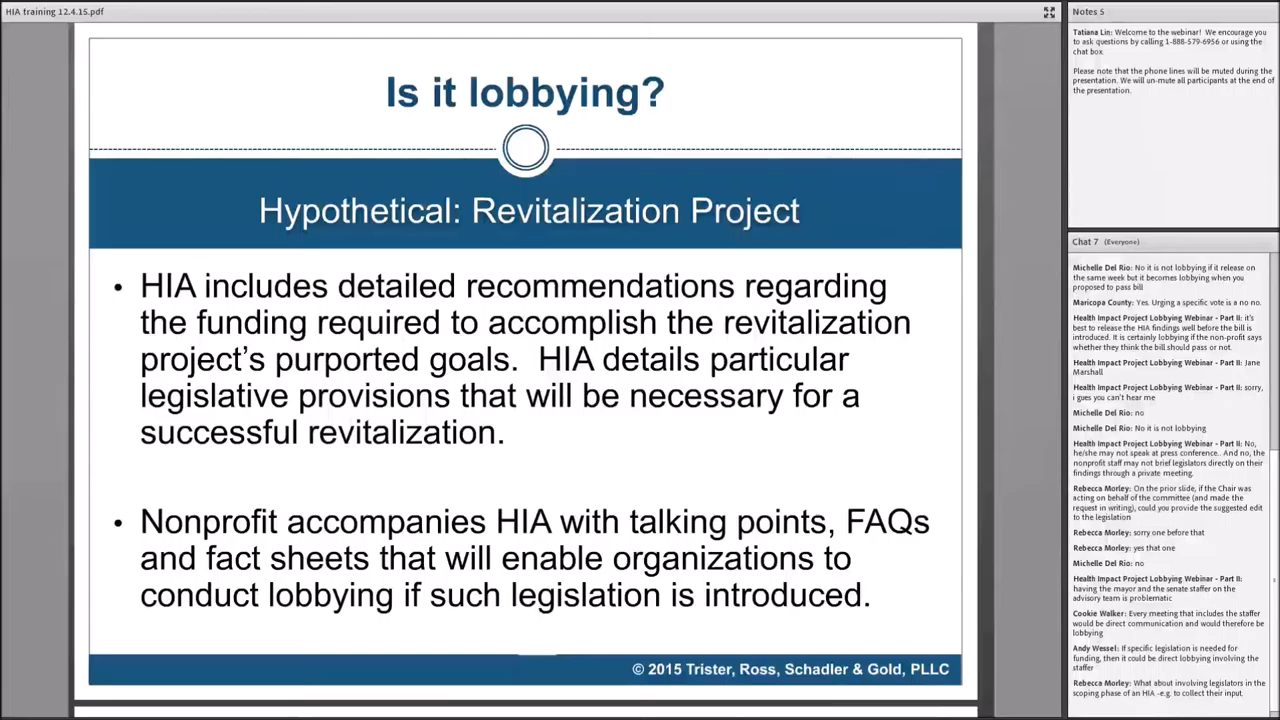 HIA training 12.4.15.pdf
Is it lobbying?
Hypothetical: Revitalization Project
• HIA includes detailed recommendations regarding
the funding required to accomplish the revitalization
project's purported goals. HIA details particular
legislative provisions that will be necessary for a
successful revitalization.
• Nonprofit accompanies HIA with talking points, FAQs
and fact sheets that will enable organizations to
conduct lobbying if such legislation is introduced.
© 2015 Trister, Ross, Schadler & Gold, PLLC
Notes 5
Tatiana Lin: Welcome to the webinar! We encourage you
to ask questions by calling 1-888-579-6956 or using the
chat box.
Please note that the phone lines will be muted during the
presentation. We will un-mute all participants at the end of
the presentation.
Chat 7 (Everyone)
Michelle Del Rio: No it is not lobbying if it release on
the same week but it becomes lobbying when you
proposed to pass bill
Maricopa County: Yes. Urging a specific vote is a no no.
Health Impact Project Lobbying Webinar - Part II: it's
best to release the HIA findings well before the bill is
introduced. It is certainly lobbying if the non-profit says
whether they think the bill should pass or not.
Health Impact Project Lobbying Webinar - Part II: Jane
Marshall
Health Impact Project Lobbying Webinar - Part II: sorry,
i gues you can't hear me
Michelle Del Rio: no
Michelle Del Rio: No it is not lobbying
Health Impact Project Lobbying Webinar - Part II: No,
he/she may not speak at press conference.. And no, the
nonprofit staff may not brief legislators directly on their
findings through a private meeting.
Rebecca Morley: On the prior slide, if the Chair was
acting on behalf of the committee (and made the
request in writing), could you provide the suggested edit
to the legislation
Rebecca Morley: sorry one before that
Rebecca Morley: yes that one
Michelle Del Rio: no
Health Impact Project Lobbying Webinar - Part II:
having the mayor and the senate staffer on the
advisory team is problematic
Cookie Walker: Every meeting that includes the staffer
would be direct communication and would therefore be
lobbying
Andy Wessel: If specific legislation is needed for
funding, then it could be direct lobbying involving the
staffer
Rebecca Morley: What about involving legislators in the
scoping phase of an HIA -e.g. to collect their input.